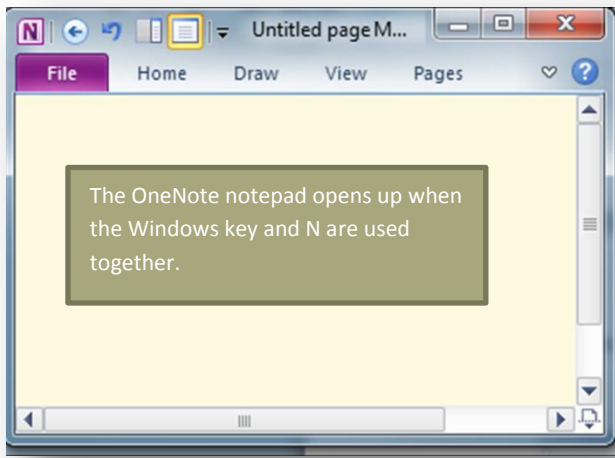 N Untitled page M...
File Home Draw View Pages ?
The OneNote notepad opens up when
the Windows key and N are used
together.